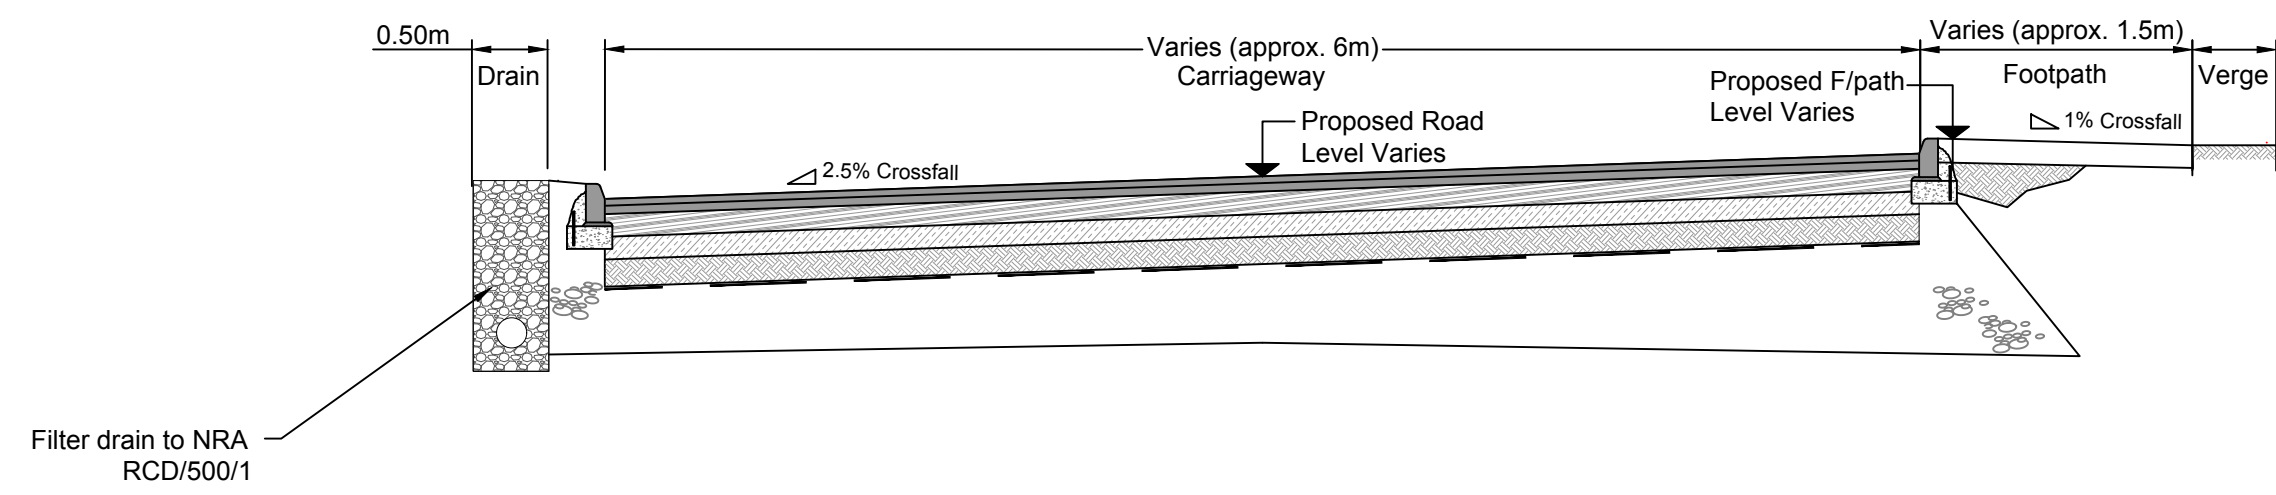 0.50m
Drain
Varies (approx. 6m)
Carriageway
Varies (approx. 1.5m)
Footpath
Verge
Proposed F/path
Level Varies
1% Crossfall
Proposed Road
Level Varies
2.5% Crossfall
Filter drain to NRA
RCD/500/1